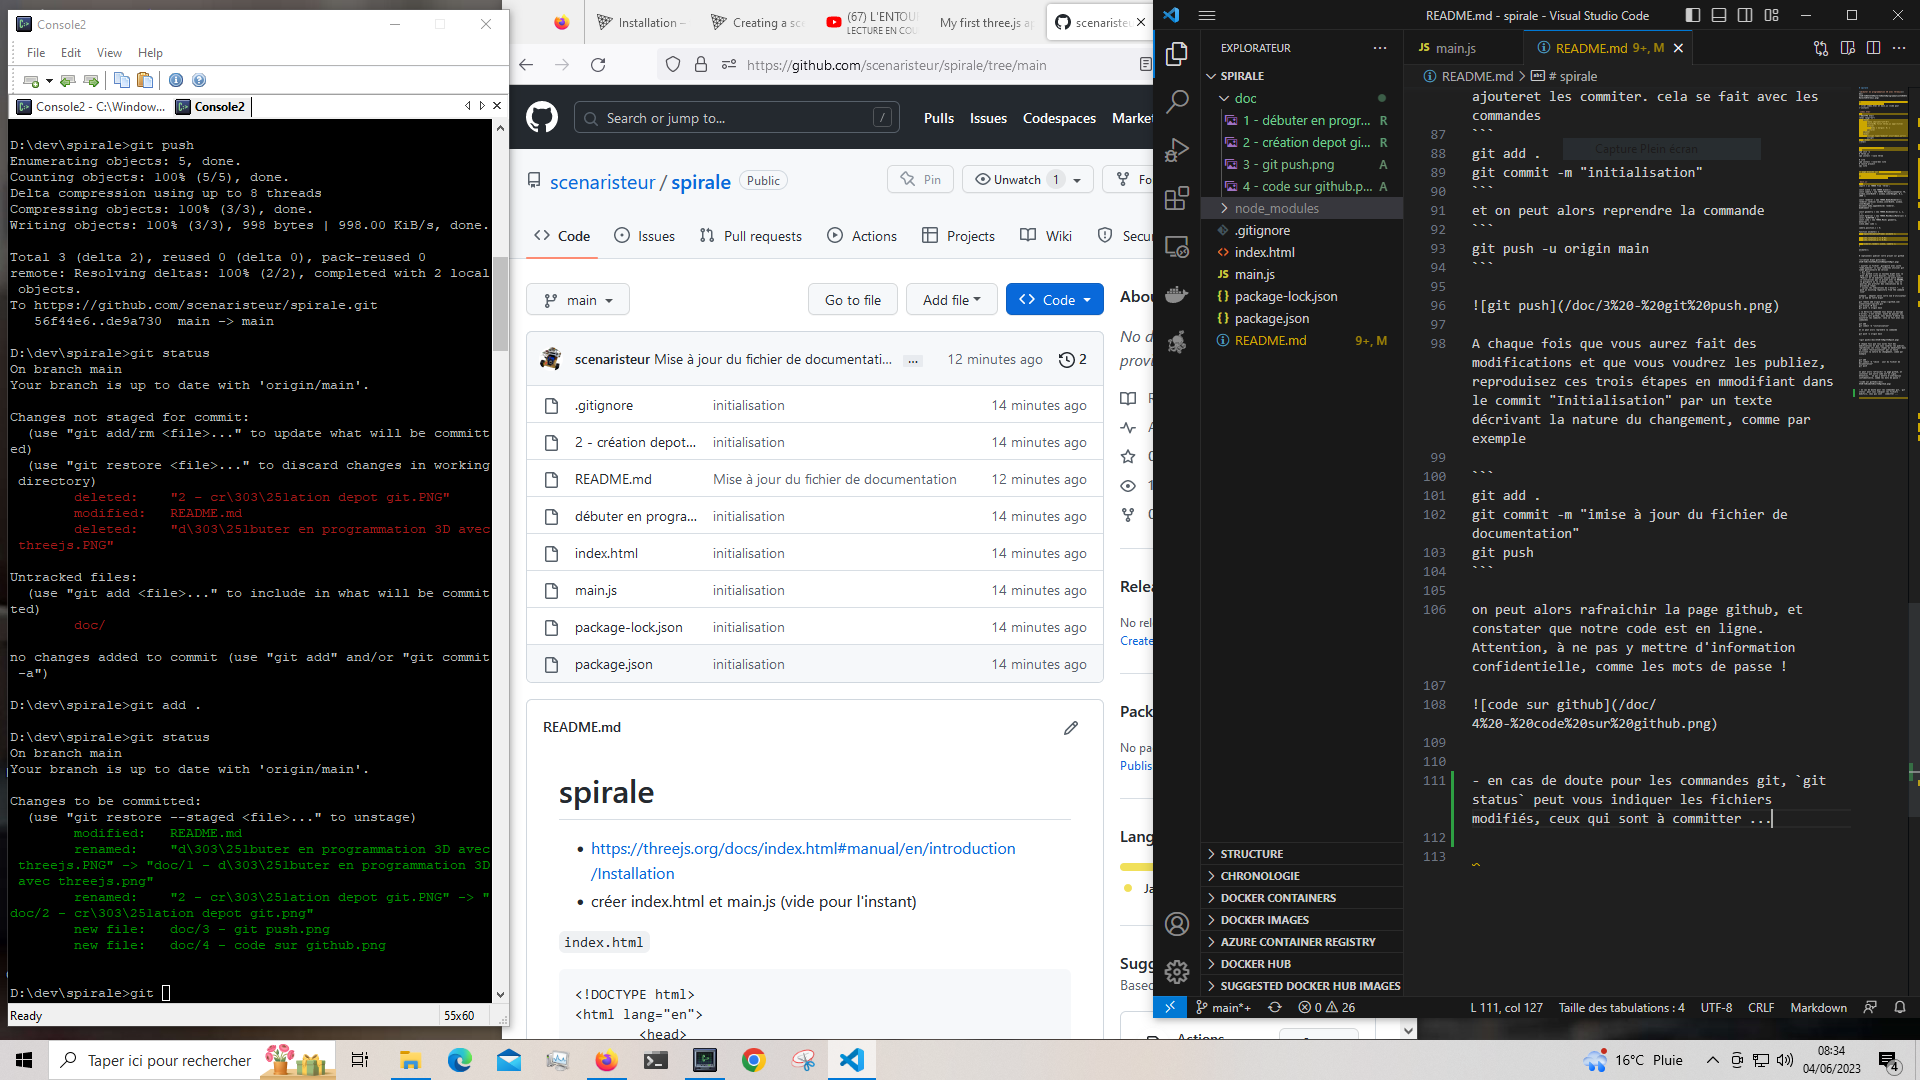 Console2
File Edit View Help
Console2 - C:\Window... Console2
D:\dev\spirale>git push
Enumerating objects: 5, done.
Counting objects: 100% (5/5), done.
Delta compression using up to 8 threads
Compressing objects: 100% (3/3), done.
Writing objects: 100% (3/3), 998 bytes | 998.00 KiB/s, done.
Total 3 (delta 2), reused 0 (delta 0), pack-reused 0
remote: Resolving deltas: 100% (2/2), completed with 2 local
objects.
To https://github.com/scenaristeur/spirale.git
56f44e6..de9a730 main -> main
D:\dev\spirale>git status
On branch main
Your branch is up to date with 'origin/main'.
Changes not staged for commit:
(use "git add/rm <file>..." to update what will be committ
ed)
(use "git restore <file>..." to discard changes in working
directory)
deleted: "2 - cr\303\251ation depot git.PNG"
modified: README.md
deleted: "d\303\251buter en programmation 3D avec
threejs.PNG"
Untracked files:
(use "git add <file>..." to include in what will be commit
ted)
doc/
no changes added to commit (use "git add" and/or "git commit
-a")
D:\dev\spirale>git add .
D:\dev\spirale>git status
On branch main
Your branch is up to date with 'origin/main'.
Changes to be committed:
(use "git restore --staged <file>..." to unstage)
modified: README.md
renamed: "d\303\251buter en programmation 3D avec
threejs.PNG" -> "doc/1 - d\303\251buter en programmation 3D
avec threejs.png"
renamed: "2 - cr\303\251ation depot git.PNG" -> "
doc/2 - cr\303\251ation depot git.png"
new file: doc/3 - git push.png
new file: doc/4 - code sur github.png
D:\dev\spirale>git
Ready 55x60
Installation – Creating a sce (67) L'ENTOU My first three.js ap scenariste
LECTURE EN COU
https://github.com/scenaristeur/spirale/tree/main
Search or jump to... / Pulls Issues Codespaces Market
scenaristeur / spirale Public Pin Unwatch 1 Fo
Code Issues Pull requests Actions Projects Wiki Secu
main Go to file Add file Code
scenaristeur Mise à jour du fichier de documentati... ... 12 minutes ago 2
.gitignore initialisation 14 minutes ago
2 - création depot... initialisation 14 minutes ago
README.md Mise à jour du fichier de documentation 12 minutes ago
débuter en progra... initialisation 14 minutes ago
index.html initialisation 14 minutes ago
main.js initialisation 14 minutes ago
package-lock.json initialisation 14 minutes ago
package.json initialisation 14 minutes ago
README.md
spirale
https://threejs.org/docs/index.html#manual/en/introduction
/Installation
créer index.html et main.js (vide pour l'instant)
index.html
<!DOCTYPE html>
<html lang="en">
<head>
Abou
No d
provi
Relea
No rel
Create
Pack
No pa
Publis
Lang
Ja
Sugg
Based
Actions
README.md - spirale - Visual Studio Code
EXPLORATEUR
SPIRALE
doc
1 - débuter en progr... R
2 - création depot gi... R
3 - git push.png A
4 - code sur github.p... A
node_modules
.gitignore
index.html
main.js
package-lock.json
package.json
README.md 9+, M
STRUCTURE
CHRONOLOGIE
DOCKER CONTAINERS
DOCKER IMAGES
AZURE CONTAINER REGISTRY
DOCKER HUB
SUGGESTED DOCKER HUB IMAGES
main.js README.md 9+, M
README.md > # spirale
ajouteret les commiter. cela se fait avec les
commandes
87 ```
88 git add .
Capture Plein écran
89 git commit -m "initialisation"
90 ```
91 et on peut alors reprendre la commande
92 ```
93 git push -u origin main
94 ```
95
96 ![git push](/doc/3%20-%20git%20push.png)
97
98 A chaque fois que vous aurez fait des
modifications et que vous voudrez les publiez,
reproduisez ces trois étapes en mmodifiant dans
le commit "Initialisation" par un texte
décrivant la nature du changement, comme par
exemple
99
100 ```
101 git add .
102 git commit -m "imise à jour du fichier de
documentation"
103 git push
104 ```
105
106 on peut alors rafraichir la page github, et
constater que notre code est en ligne.
Attention, à ne pas y mettre d'information
confidentielle, comme les mots de passe !
107
108 ![code sur github](/doc/
4%20-%20code%20sur%20github.png)
109
110
111 - en cas de doute pour les commandes git, `git
status` peut vous indiquer les fichiers
modifiés, ceux qui sont à committer ...
112
113
main*+ 0 26 L 111, col 127 Taille des tabulations : 4 UTF-8 CRLF Markdown
Taper ici pour rechercher 16°C Pluie 08:34
04/06/2023 4